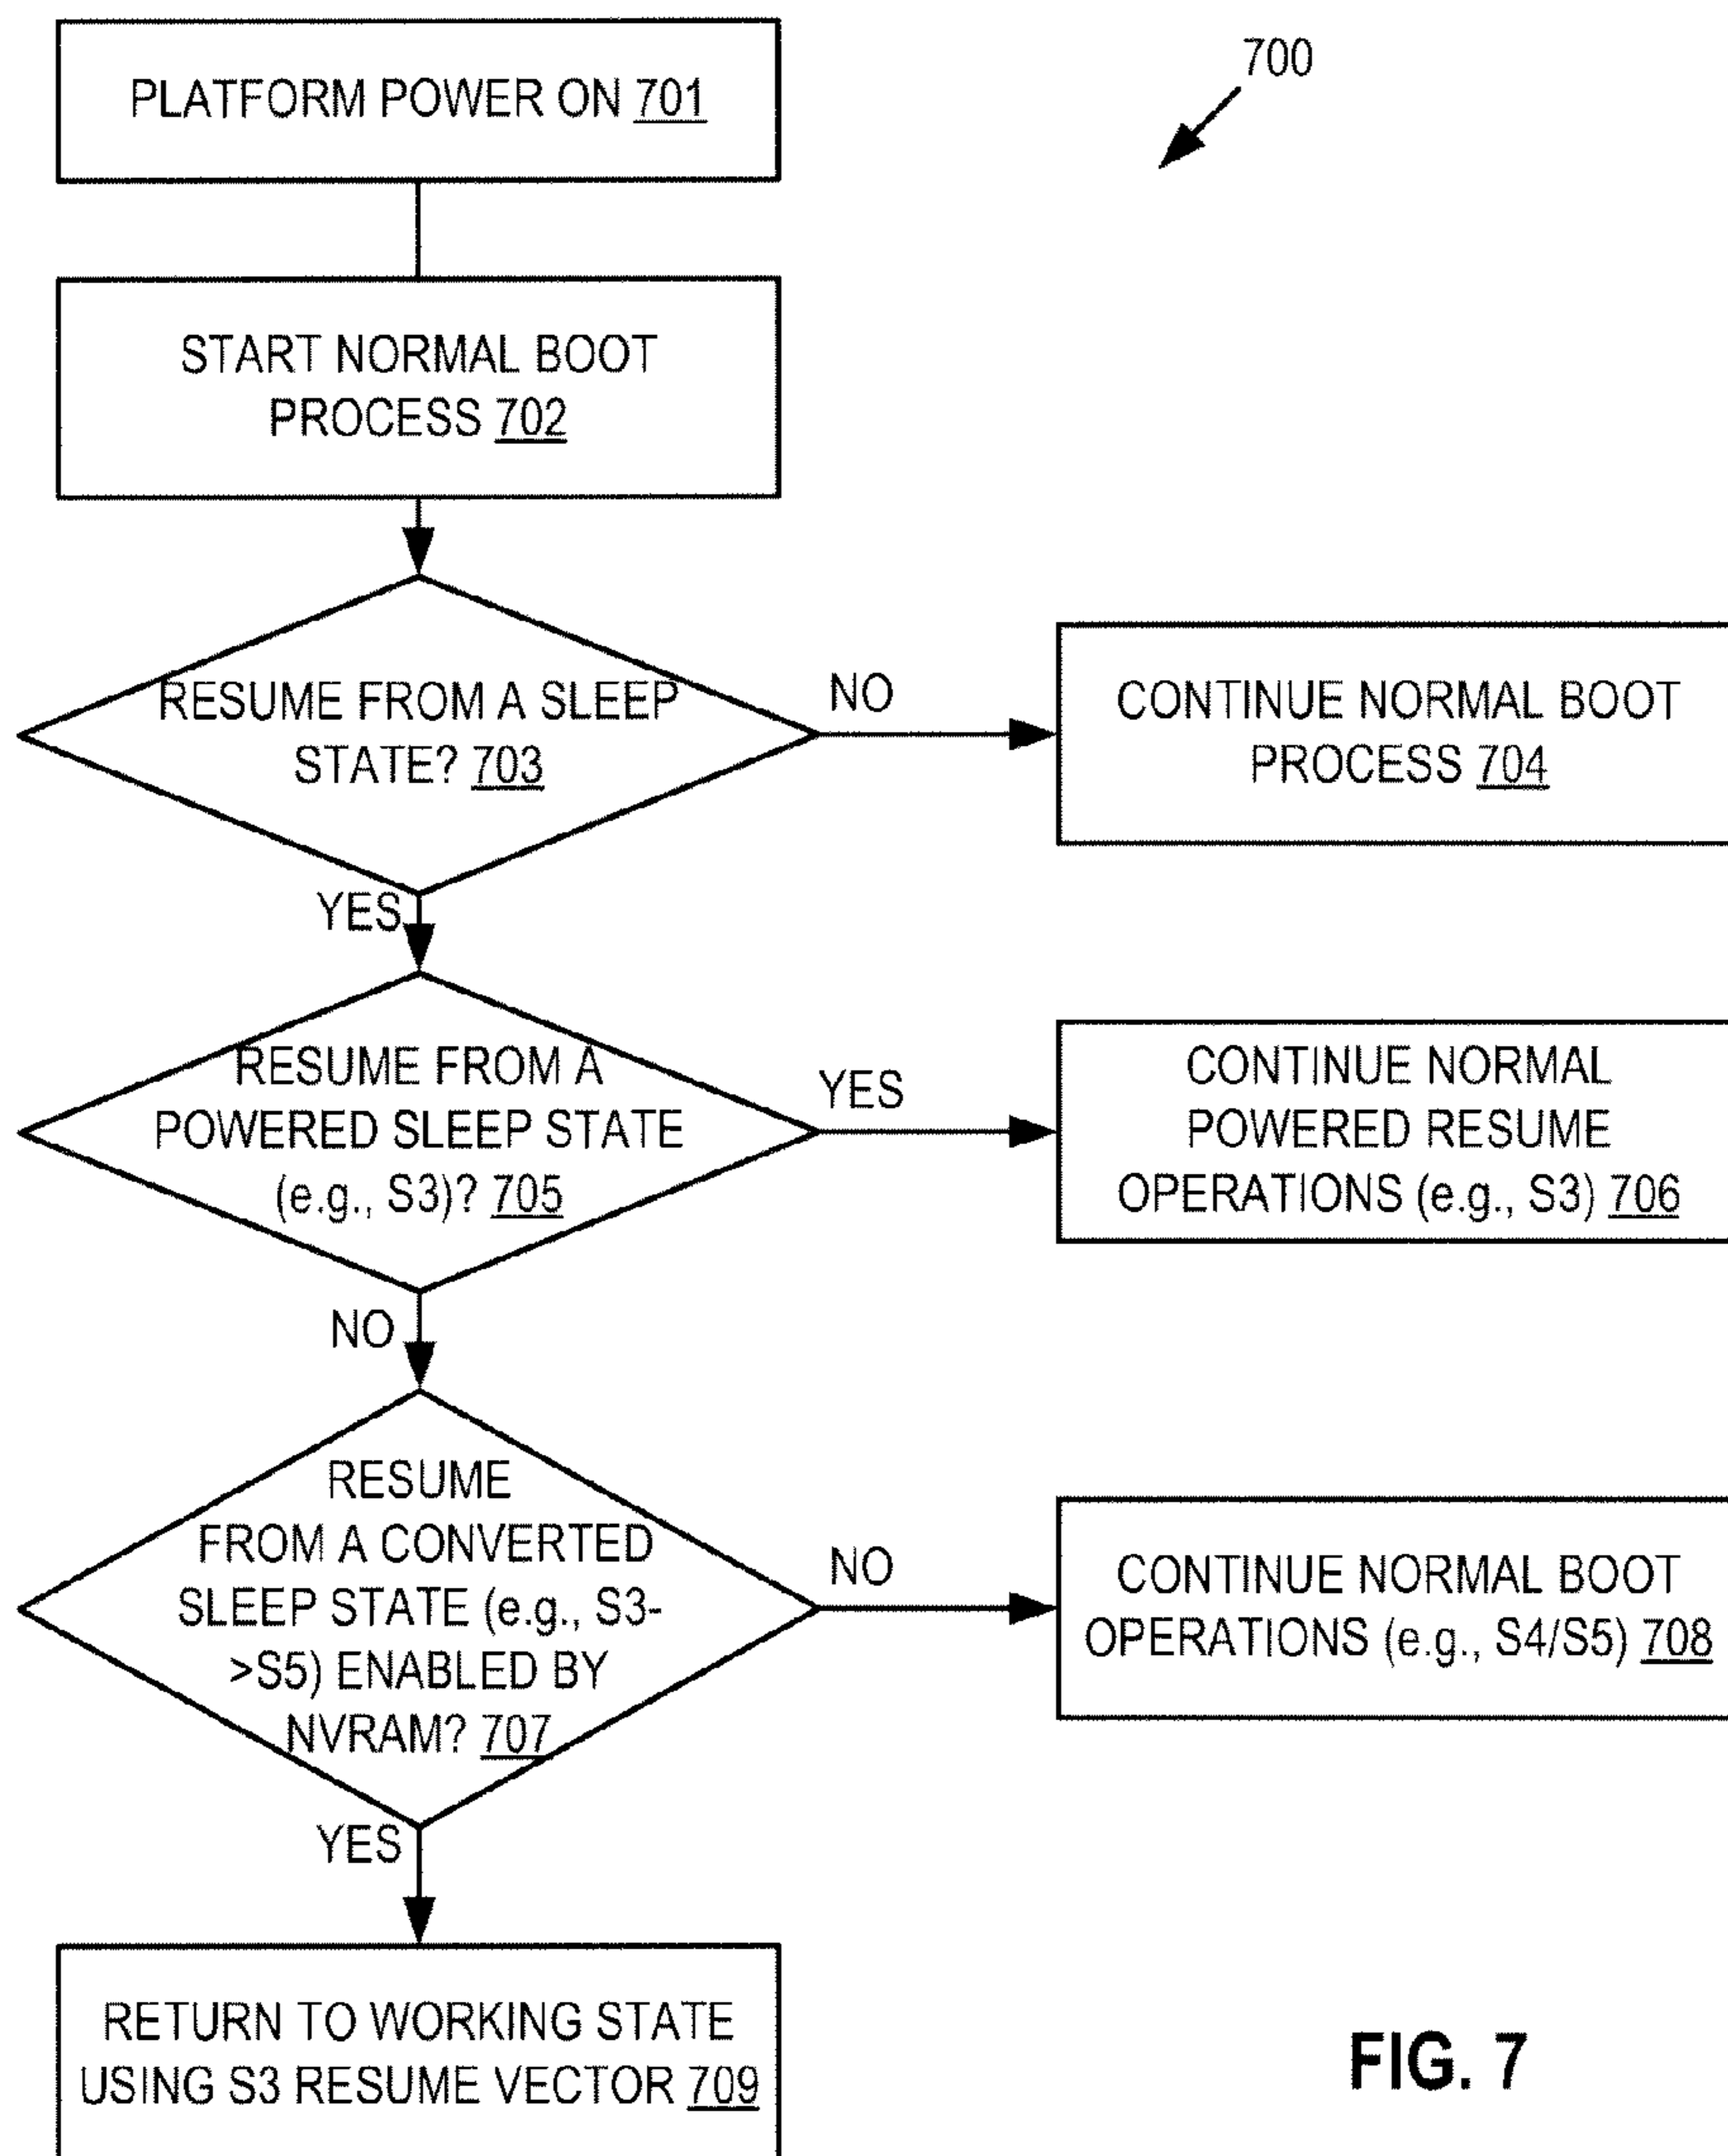 PLATFORM POWER ON 701
700
START NORMAL BOOT
PROCESS 702
RESUME FROM A SLEEP
STATE? 703
NO
CONTINUE NORMAL BOOT
PROCESS 704
YES
RESUME FROM A
POWERED SLEEP STATE
(e.g., S3)? 705
YES
CONTINUE NORMAL
POWERED RESUME
OPERATIONS (e.g., S3) 706
NO
RESUME
FROM A CONVERTED
SLEEP STATE (e.g., S3-
>S5) ENABLED BY
NVRAM? 707
NO
CONTINUE NORMAL BOOT
OPERATIONS (e.g., S4/S5) 708
YES
RETURN TO WORKING STATE
USING S3 RESUME VECTOR 709
FIG. 7